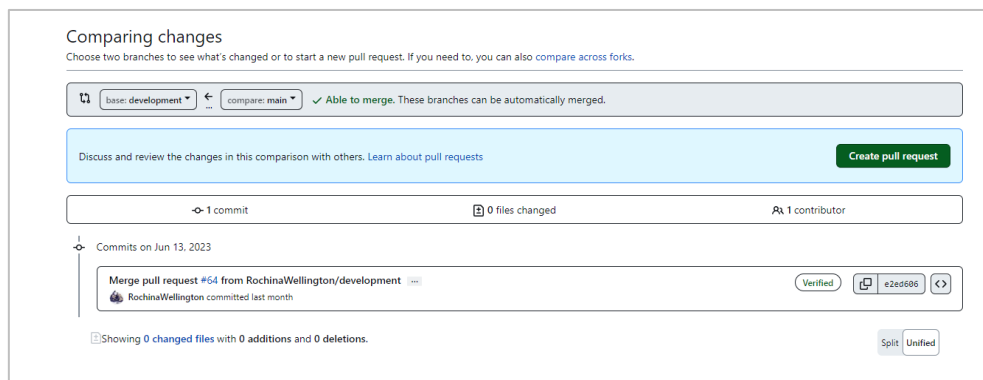 Comparing changes
Choose two branches to see what's changed or to start a new pull request. If you need to, you can also compare across forks.
base: development ← ... compare: main ✓ Able to merge. These branches can be automatically merged.
Discuss and review the changes in this comparison with others. Learn about pull requests Create pull request
1 commit 0 files changed 1 contributor
Commits on Jun 13, 2023
Merge pull request #64 from RochinaWellington/development ...
Verified e2ed606 <>
RochinaWellington committed last month
Showing 0 changed files with 0 additions and 0 deletions.
Split Unified